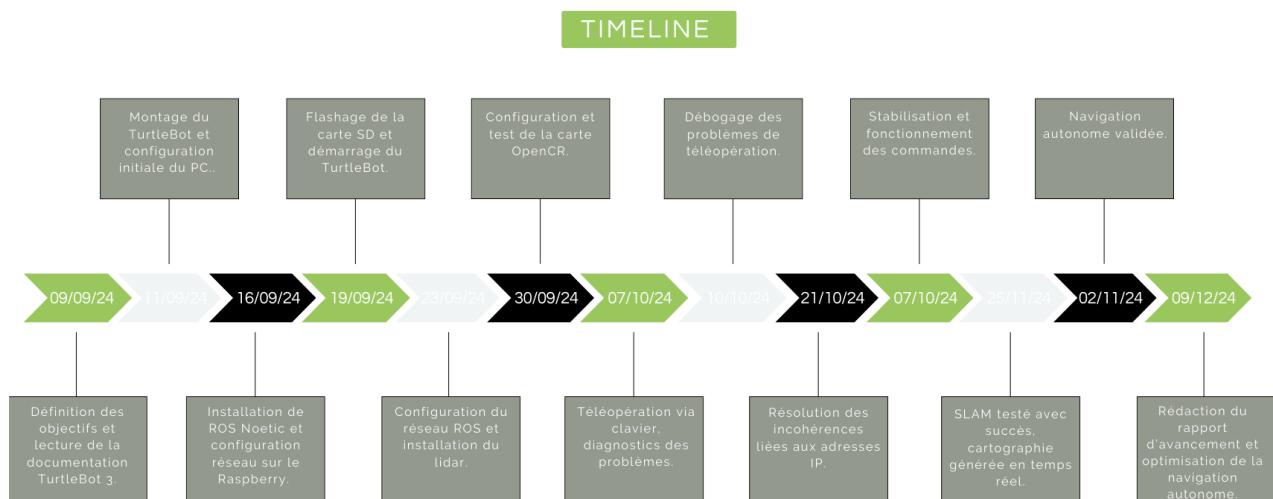 TIMELINE
Montage du
TurtleBot et
configuration
initiale du PC..
Flashage de la
carte SD et
démarrage du
TurtleBot.
Configuration et
test de la carte
OpenCR.
Débogage des
problèmes de
téléopération.
Stabilisation et
fonctionnement
des commandes.
Navigation
autonome validée.
09/09/24
11/09/24
16/09/24
19/09/24
23/09/24
30/09/24
07/10/24
10/10/24
21/10/24
07/10/24
25/11/24
02/11/24
09/12/24
Définition des
objectifs et
lecture de la
documentation
TurtleBot 3.
Installation de
ROS Noetic et
configuration
réseau sur le
Raspberry.
Configuration du
réseau ROS et
installation du
lidar.
Téléopération via
clavier,
diagnostics des
problèmes.
Résolution des
incohérences
liées aux adresses
IP.
SLAM testé avec
succès,
cartographie
générée en temps
réel.
Rédaction du
rapport
d'avancement et
optimisation de la
navigation
autonome.